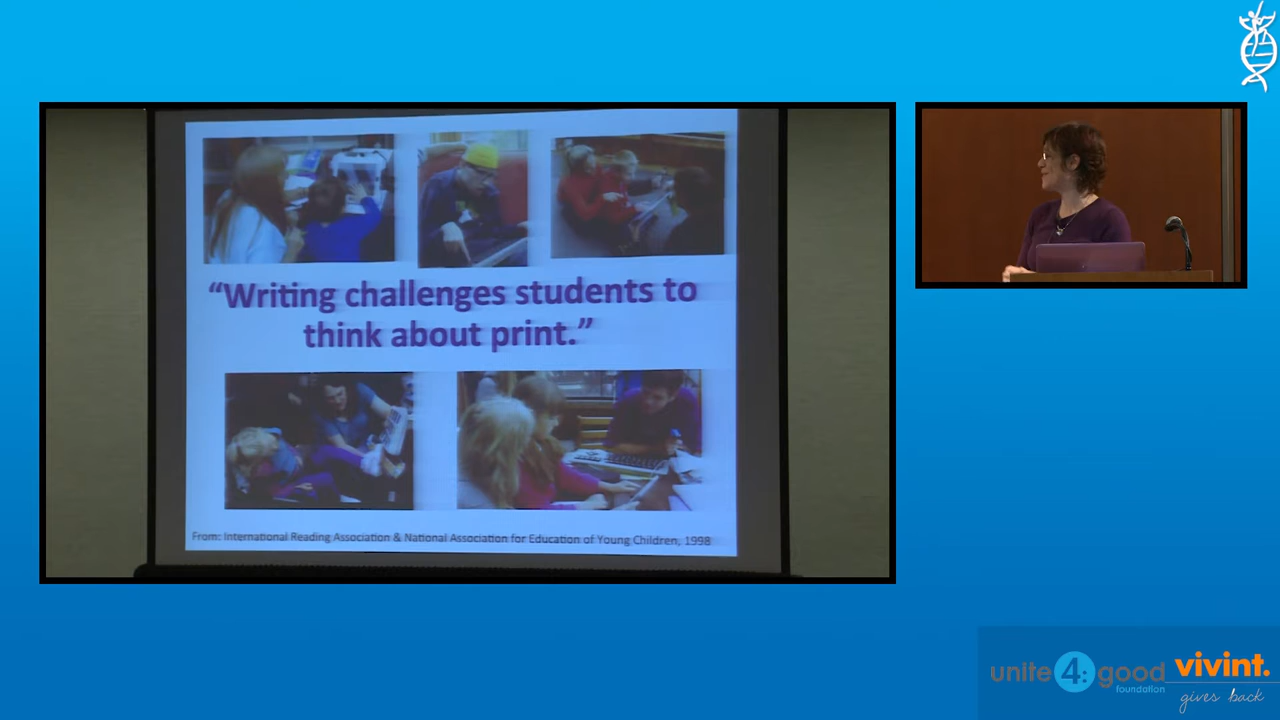 “Writing challenges students to
think about print.”
From: International Reading Association & National Association for Education of Young Children, 1998
unite 4: good
foundation
vivint.
gives back